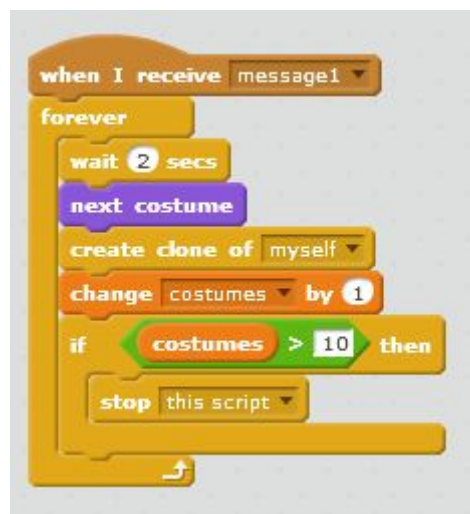 when I receive message1
forever
wait 2 secs
next costume
create clone of myself
change costumes by 1
if costumes > 10 then
stop this script